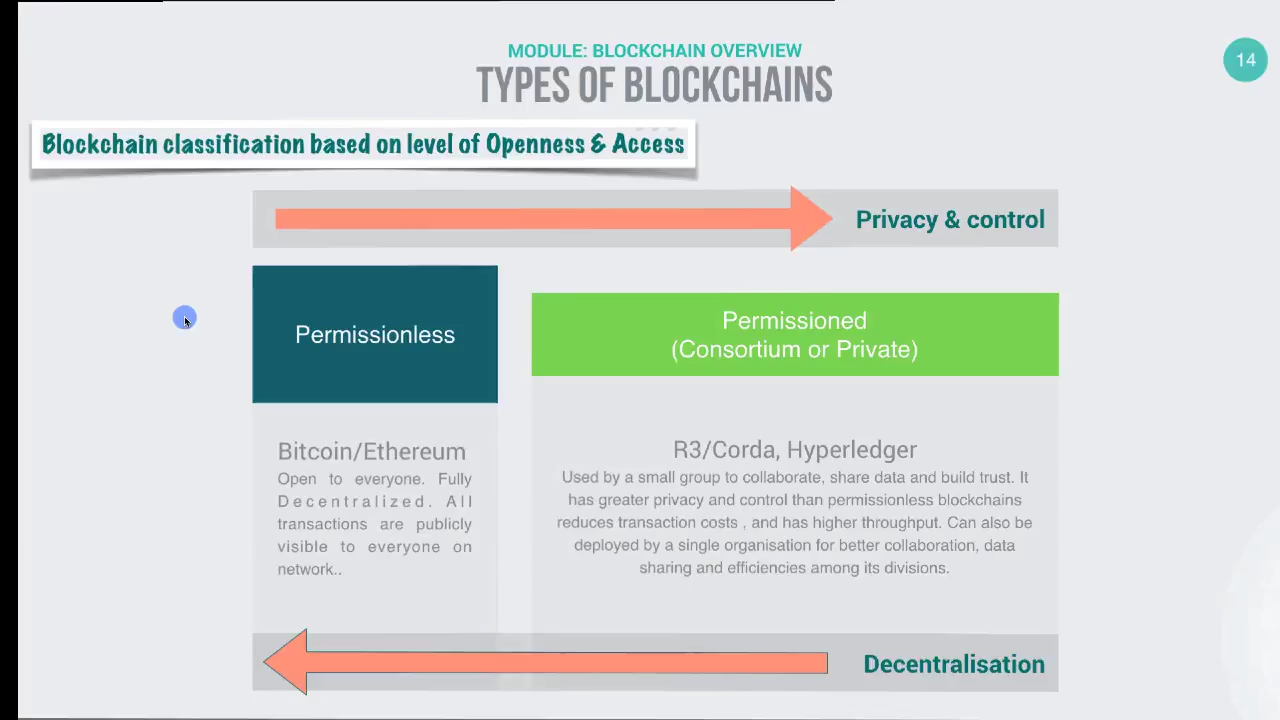 MODULE: BLOCKCHAIN OVERVIEW
TYPES OF BLOCKCHAINS
14
Blockchain classification based on level of Openness & Access
Privacy & control
Permissionless
Permissioned
(Consortium or Private)
Bitcoin/Ethereum
Open to everyone. Fully
Decentralized. All
transactions are publicly
visible to everyone on
network..
R3/Corda, Hyperledger
Used by a small group to collaborate, share data and build trust. It
has greater privacy and control than permissionless blockchains
reduces transaction costs , and has higher throughput. Can also be
deployed by a single organisation for better collaboration, data
sharing and efficiencies among its divisions.
Decentralisation